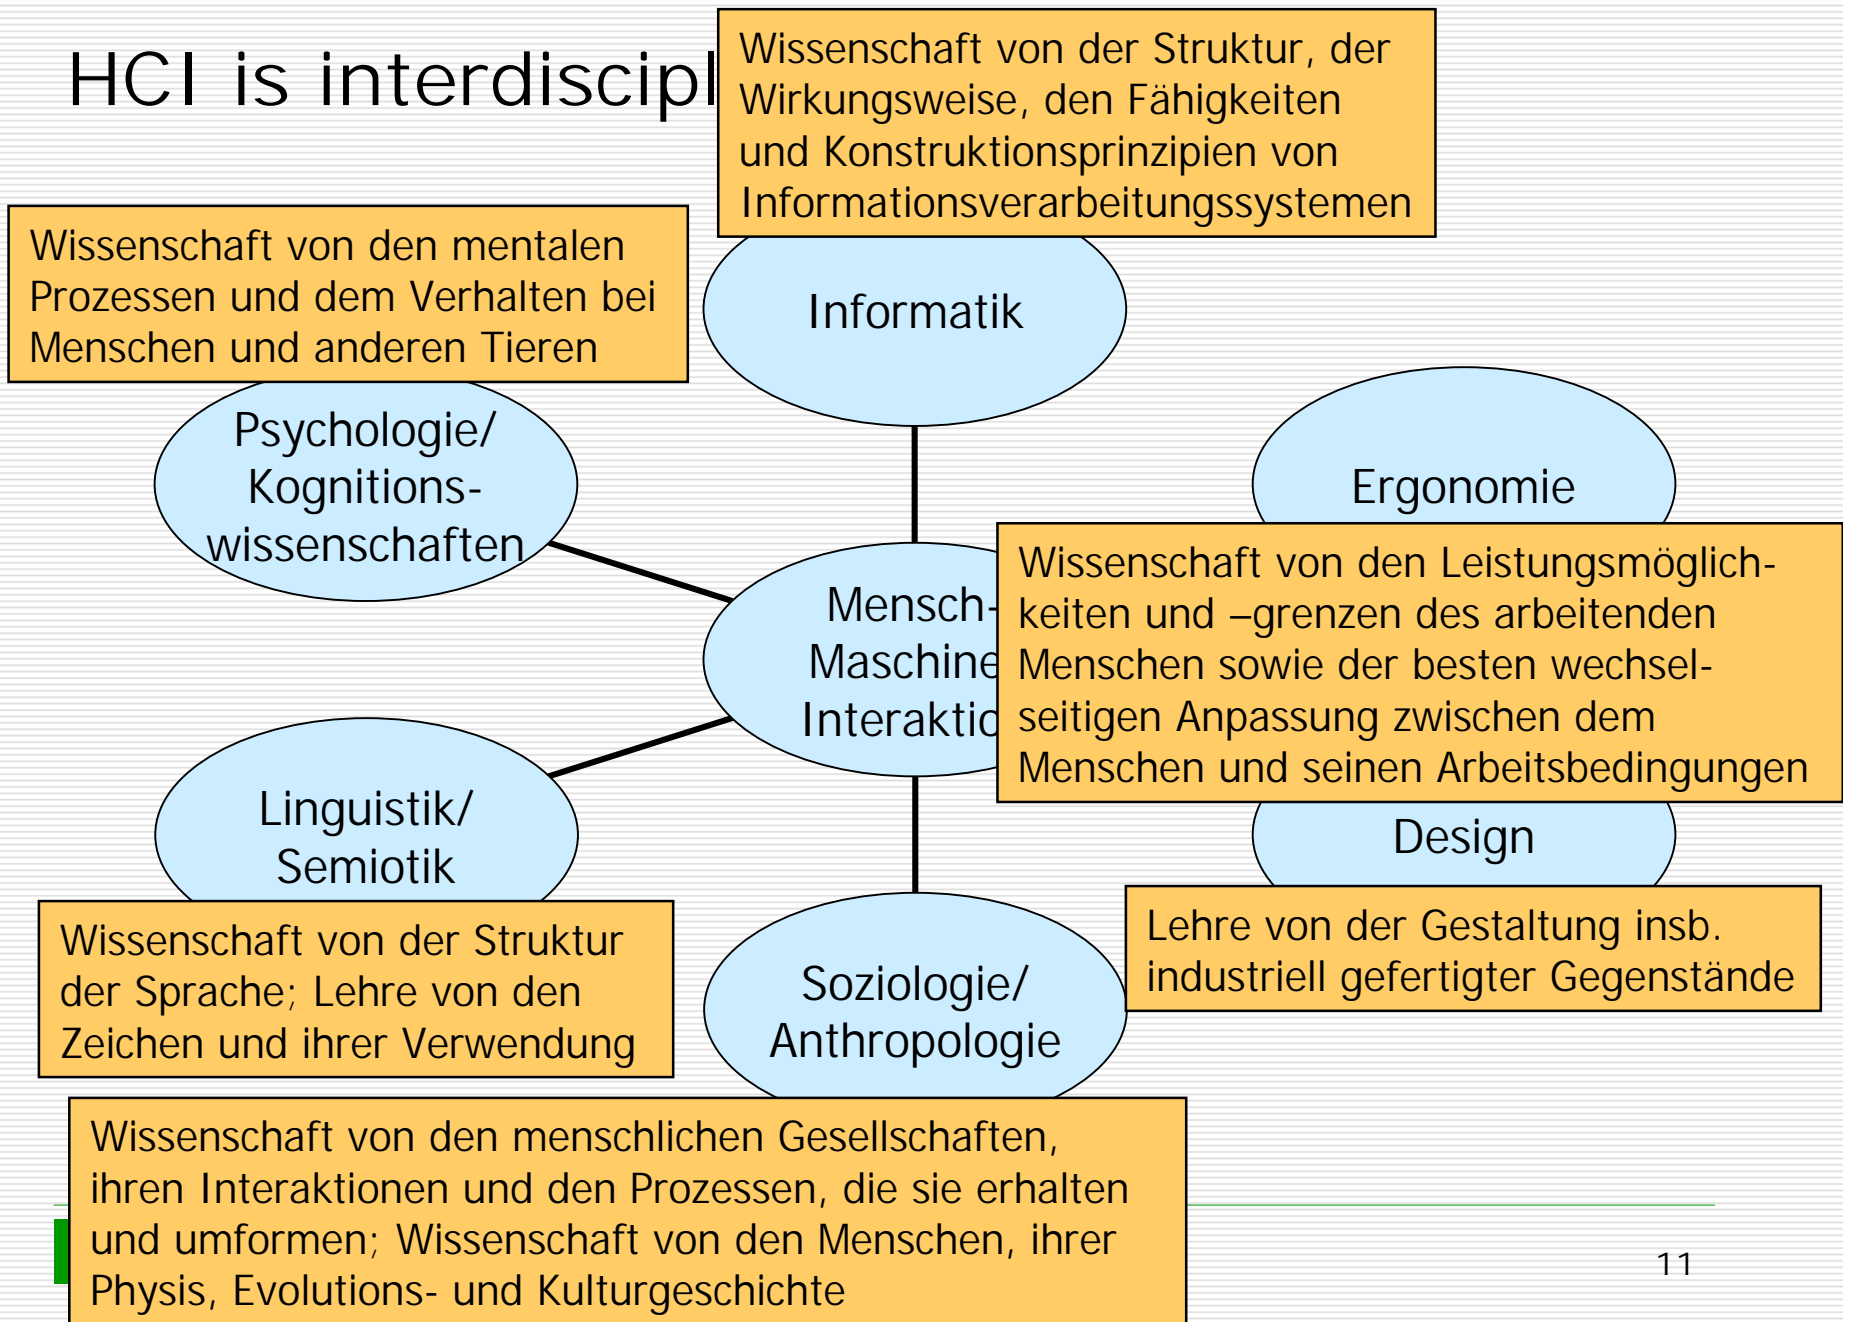 HCI is interdiscipl
Wissenschaft von der Struktur, der
Wirkungsweise, den Fähigkeiten
und Konstruktionsprinzipien von
Informationsverarbeitungssystemen
Wissenschaft von den mentalen
Prozessen und dem Verhalten bei
Menschen und anderen Tieren
Informatik
Psychologie/
Kognitions-
wissenschaften
Ergonomie
Mensch-
Maschine
Interaktio
Wissenschaft von den Leistungsmöglich-
keiten und –grenzen des arbeitenden
Menschen sowie der besten wechsel-
seitigen Anpassung zwischen dem
Menschen und seinen Arbeitsbedingungen
Linguistik/
Semiotik
Design
Wissenschaft von der Struktur
der Sprache; Lehre von den
Zeichen und ihrer Verwendung
Soziologie/
Anthropologie
Lehre von der Gestaltung insb.
industriell gefertigter Gegenstände
Wissenschaft von den menschlichen Gesellschaften,
ihren Interaktionen und den Prozessen, die sie erhalten
und umformen; Wissenschaft von den Menschen, ihrer
Physis, Evolutions- und Kulturgeschichte
11